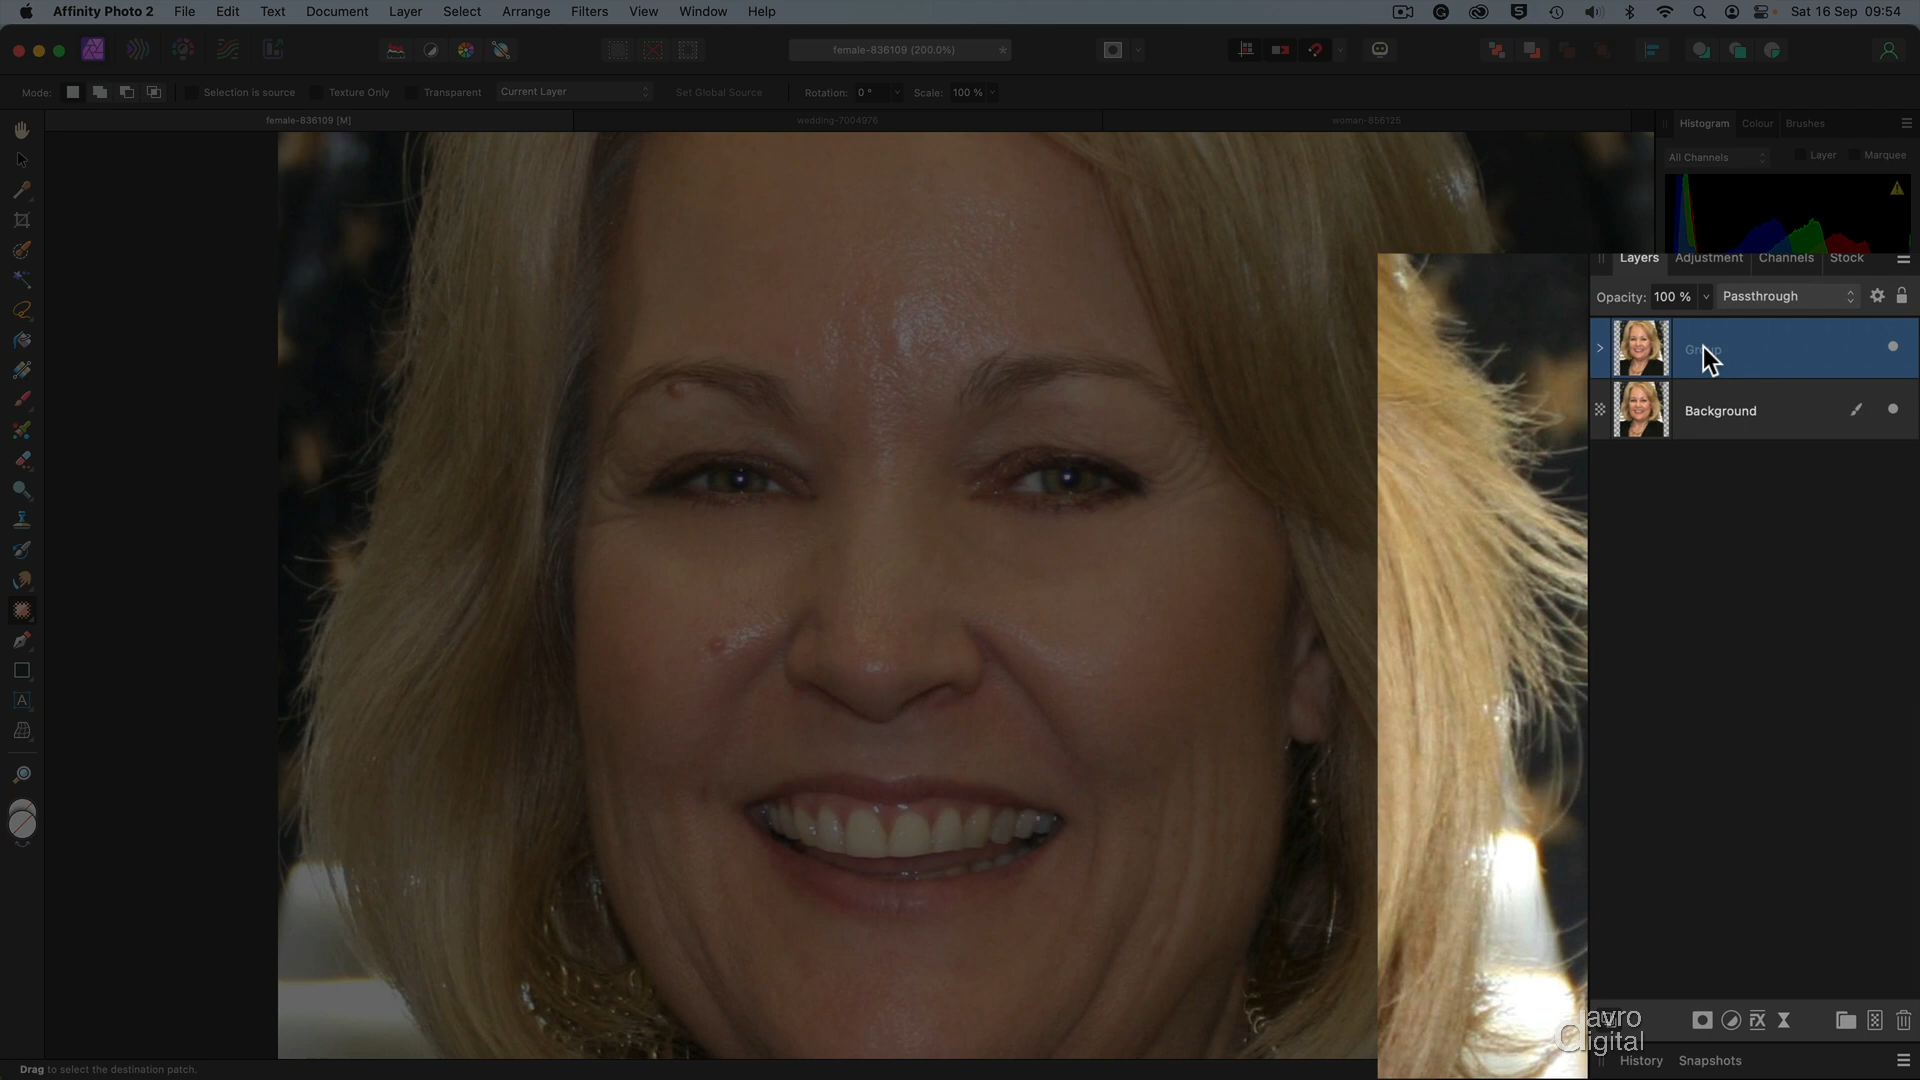 Affinity Photo 2 File Edit Text Document Layer Select Arrange Filters View Window Help Sat 16 Sep 09:54
female-836109 (200.0%)
Mode: Selection is source Texture Only Transparent Current Layer Set Global Source Rotation: 0 ° Scale: 100 %
female-836109 [M] wedding-7004976 woman-856125
Histogram Colour Brushes
All Channels Layer Marquee
Layers Adjustment Channels Stock
Opacity: 100 % Passthrough
Group
Background
davro
digital
History Snapshots
Drag to select the destination patch.